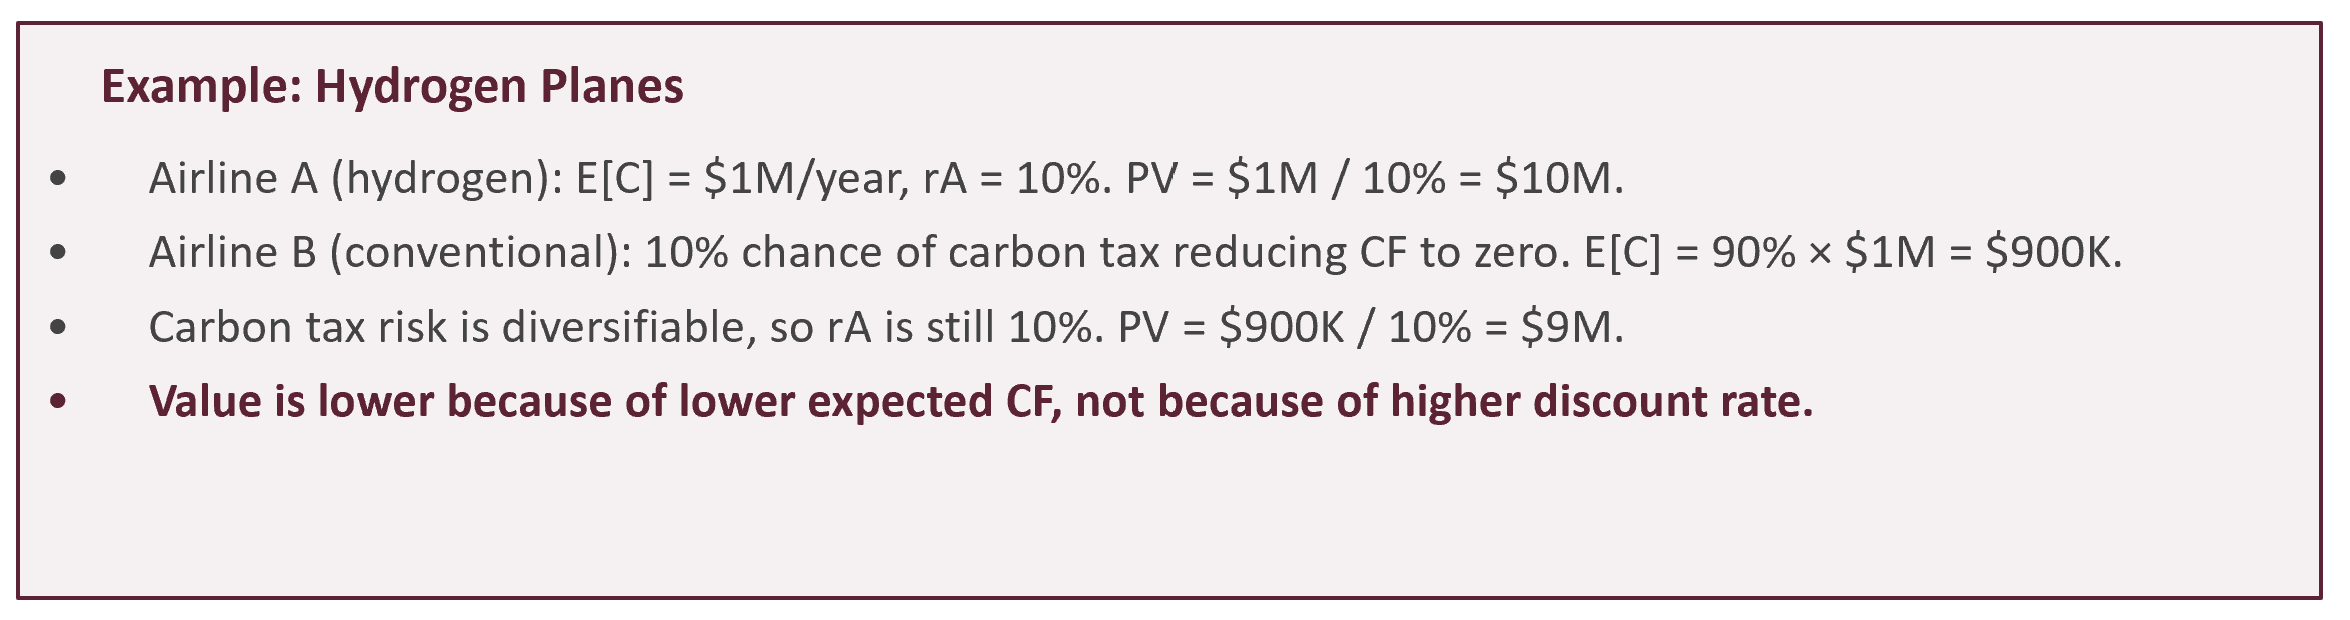 Example: Hydrogen Planes
• Airline A (hydrogen): E[C] = $1M/year, rA = 10%. PV = $1M / 10% = $10M.
• Airline B (conventional): 10% chance of carbon tax reducing CF to zero. E[C] = 90% × $1M = $900K.
• Carbon tax risk is diversifiable, so rA is still 10%. PV = $900K / 10% = $9M.
• Value is lower because of lower expected CF, not because of higher discount rate.